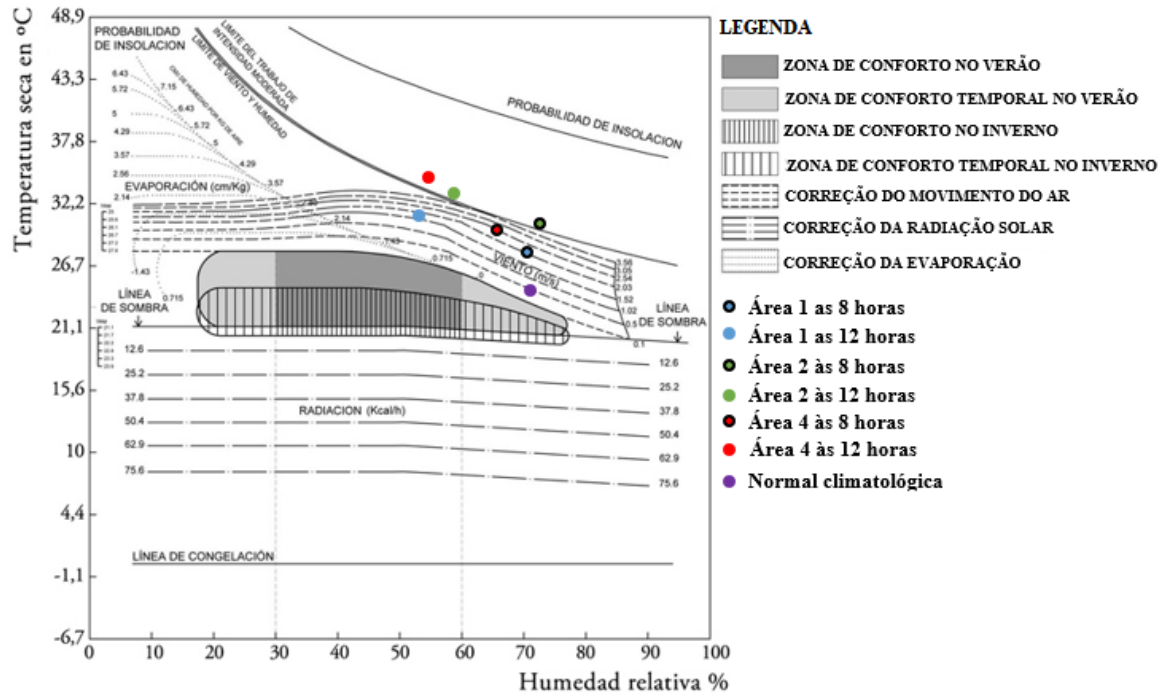 Temperatura seca en ºC
48,9
43,3
37,8
32,2
26,7
21,1
15,6
10
4,4
-1,1
-6,7
PROBABILIDAD
DE INSOLACION
LIMITE DEL TRABAJO DE
INTENSIDAD MODERADA
LIMITE DE VIENTO Y HUMEDAD
PROBABILIDAD DE INSOLACION
6.43
5.72
5
4.29
3.57
2.14
7.15
6.43
5.72
5
4.29
3.57
2.14
1.43
0.715
0
EVAPORACIÓN (cm/Kg)
1.43
0.715
VIENTO (m/s)
3.56
3.05
2.54
2.03
1.52
1.02
0.5
0.1
LÍNEA
DE SOMBRA
LÍNEA
DE SOMBRA
12.6
25.2
37.8
50.4
62.9
75.6
RADIACION (Kcal/h)
12.6
25.2
37.8
50.4
62.9
75.6
LÍNEA DE CONGELACIÓN
0 10 20 30 40 50 60 70 80 90 100
Humedad relativa %
LEGENDA
ZONA DE CONFORTO NO VERÃO
ZONA DE CONFORTO TEMPORAL NO VERÃO
ZONA DE CONFORTO NO INVERNO
ZONA DE CONFORTO TEMPORAL NO INVERNO
CORREÇÃO DO MOVIMENTO DO AR
CORREÇÃO DA RADIAÇÃO SOLAR
CORREÇÃO DA EVAPORAÇÃO
Área 1 as 8 horas
Área 1 as 12 horas
Área 2 às 8 horas
Área 2 às 12 horas
Área 4 às 8 horas
Área 4 às 12 horas
Normal climatológica